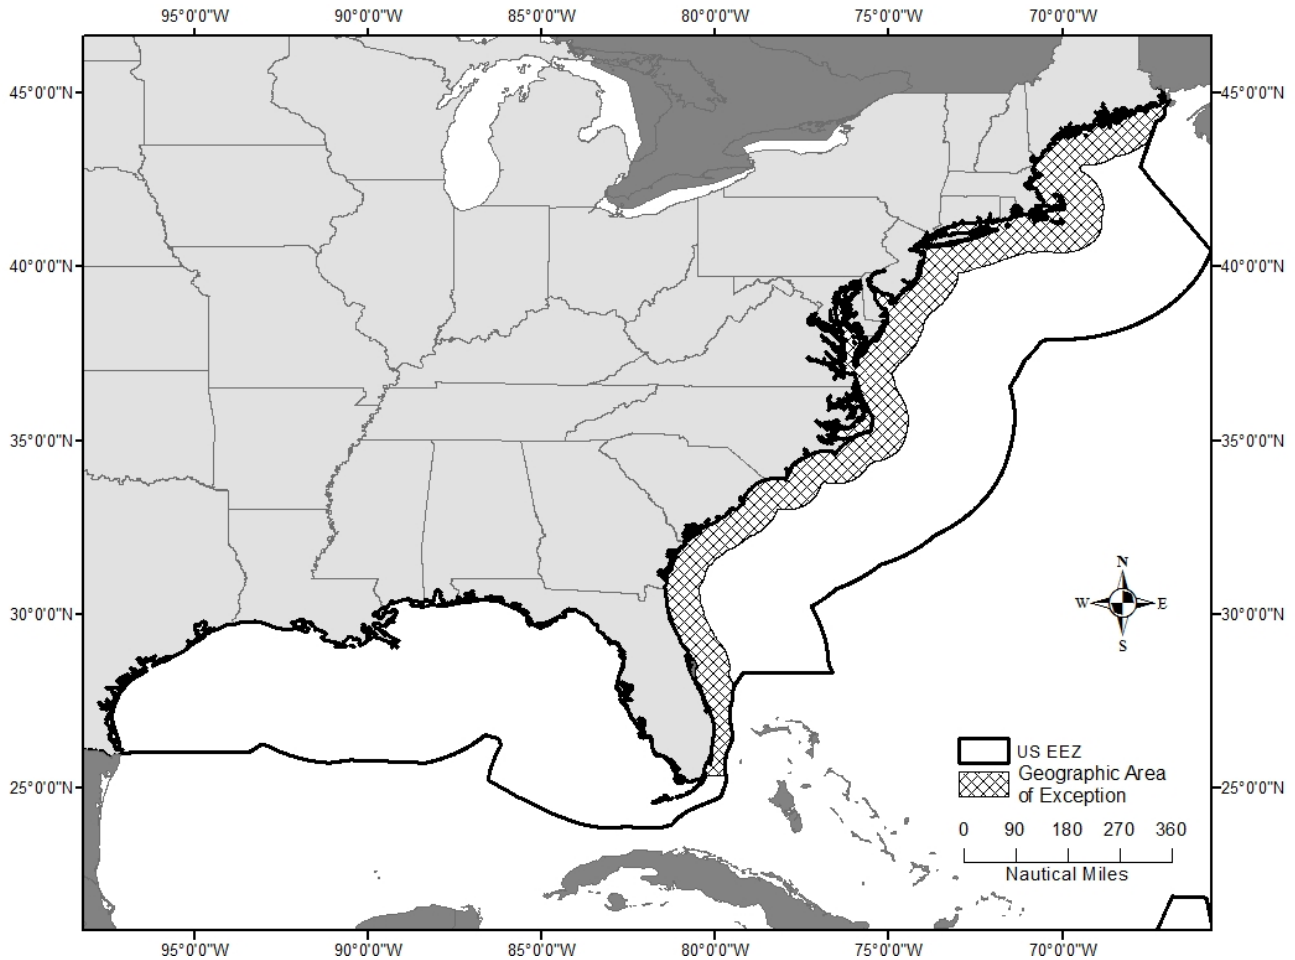 95°0'0"W 90°0'0"W 85°0'0"W 80°0'0"W 75°0'0"W 70°0'0"W
45°0'0"N 45°0'0"N
40°0'0"N 40°0'0"N
35°0'0"N 35°0'0"N
N
30°0'0"N W E 30°0'0"N
S
US EEZ
Geographic Area
25°0'0"N of Exception 25°0'0"N
0 90 180 270 360
Nautical Miles
95°0'0"W 90°0'0"W 85°0'0"W 80°0'0"W 75°0'0"W 70°0'0"W